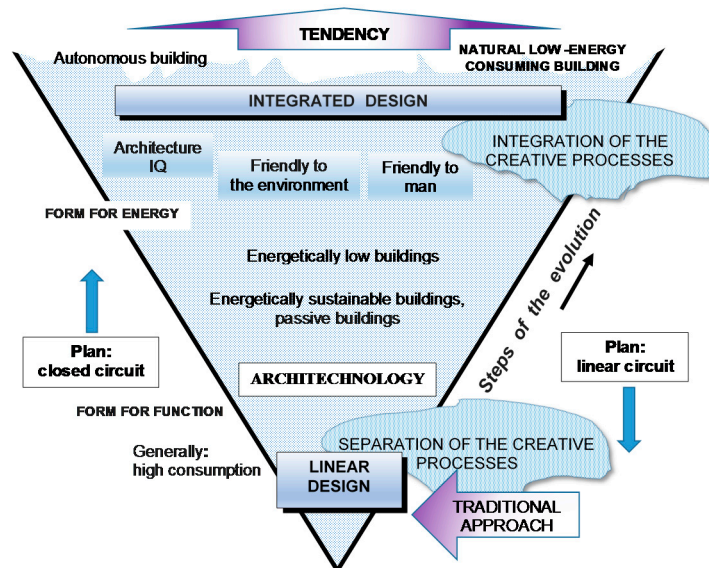 TENDENCY
Autonomous building
NATURAL LOW-ENERGY
CONSUMING BUILDING
INTEGRATED DESIGN
INTEGRATION OF THE
CREATIVE PROCESSES
Architecture
IQ
Friendly to
the environment
Friendly to
man
FORM FOR ENERGY
Energetically low buildings
Energetically sustainable buildings,
passive buildings
Steps of the evolution
Plan:
closed circuit
Plan:
linear circuit
ARCHITECHNOLOGY
FORM FOR FUNCTION
Generally:
high consumption
SEPARATION OF THE CREATIVE
PROCESSES
LINEAR
DESIGN
TRADITIONAL
APPROACH